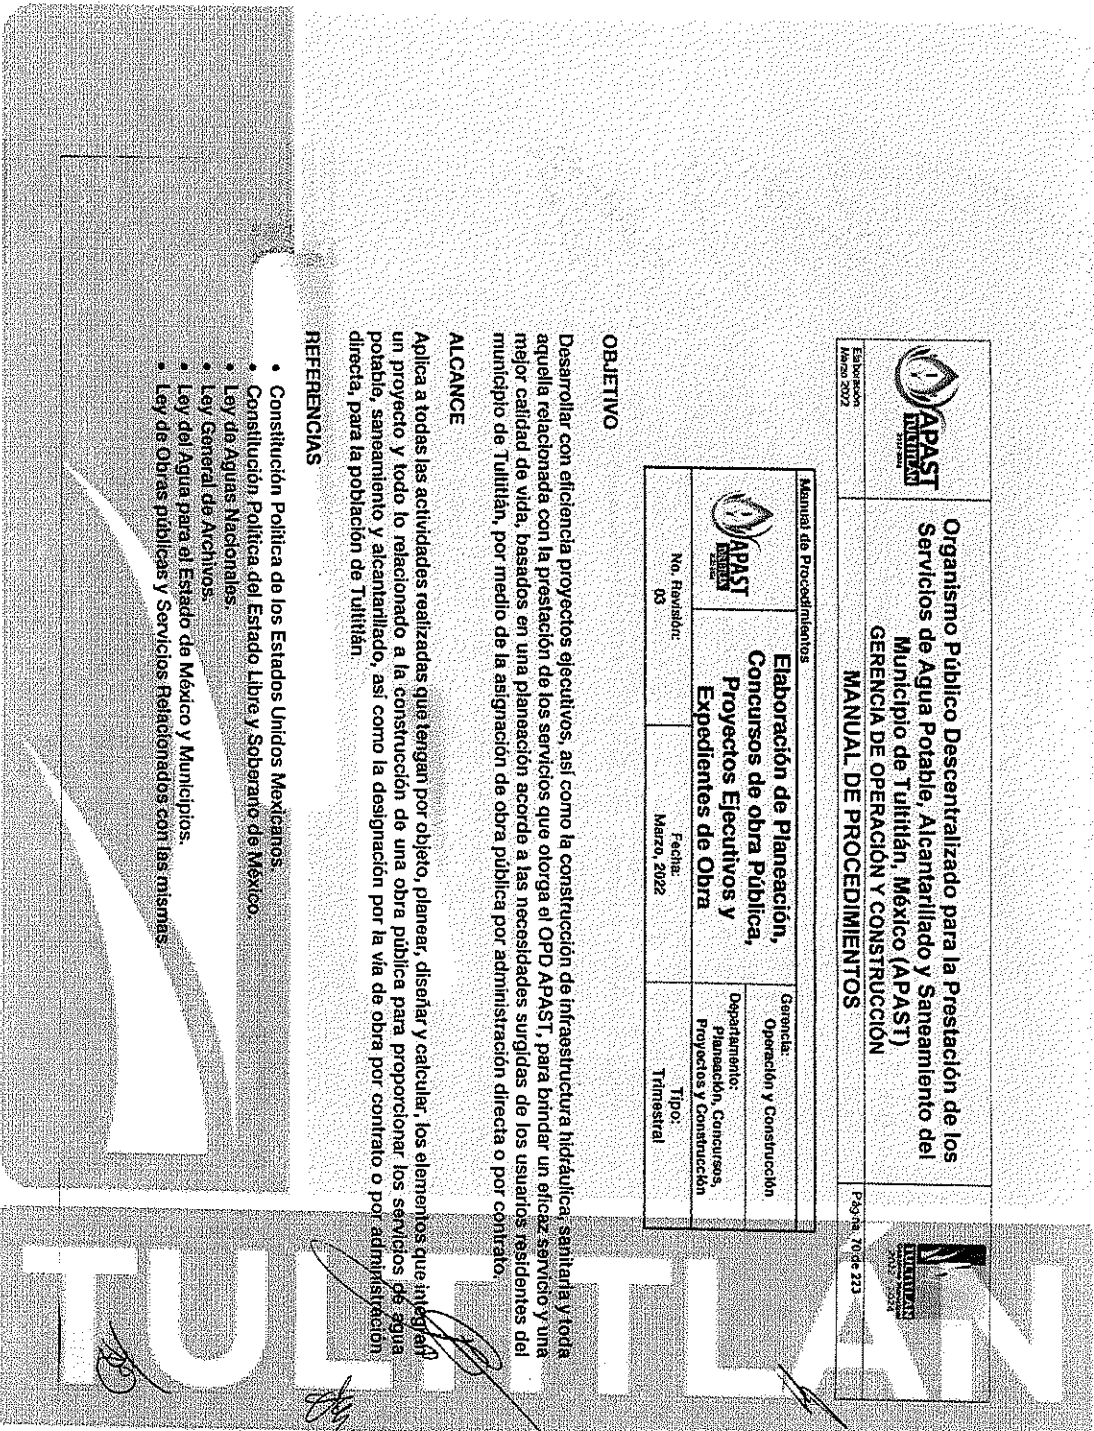 APAST
TULTITLÁN
2022-2024
Organismo Público Descentralizado para la Prestación de los
Servicios de Agua Potable, Alcantarillado y Saneamiento del
Municipio de Tultitlán, México (APAST)
GERENCIA DE OPERACIÓN Y CONSTRUCCIÓN
TULTITLÁN
2022 - 2024
Elaboración
Marzo 2022
MANUAL DE PROCEDIMIENTOS
Página: 70 de 223
Manual de Procedimientos
APAST
TULTITLÁN
Elaboración de Planeación,
Concursos de obra Pública,
Proyectos Ejecutivos y
Expedientes de Obra
Gerencia:
Operación y Construcción
Departamento:
Planeación, Concursos,
Proyectos y Construcción
No. Revisión:
03
Fecha:
Marzo, 2022
Tipo:
Trimestral
OBJETIVO
Desarrollar con eficiencia proyectos ejecutivos, así como la construcción de infraestructura hidráulica, sanitaria y toda
aquella relacionada con la prestación de los servicios que otorga el OPD APAST, para brindar un eficaz servicio y una
mejor calidad de vida, basados en una planeación acorde a las necesidades surgidas de los usuarios residentes del
municipio de Tultitlán, por medio de la asignación de obra pública por administración directa o por contrato.
ALCANCE
Aplica a todas las actividades realizadas que tengan por objeto, planear, diseñar y calcular, los elementos que integran
un proyecto y todo lo relacionado a la construcción de una obra pública para proporcionar los servicios de agua
potable, saneamiento y alcantarillado, así como la designación por la vía de obra por contrato o por administración
directa, para la población de Tultitlán.
REFERENCIAS
• Constitución Política de los Estados Unidos Mexicanos.
• Constitución Política del Estado Libre y Soberano de México.
• Ley de Aguas Nacionales.
• Ley General de Archivos.
• Ley del Agua para el Estado de México y Municipios.
• Ley de Obras públicas y Servicios Relacionados con las mismas.
TULTITLÁN